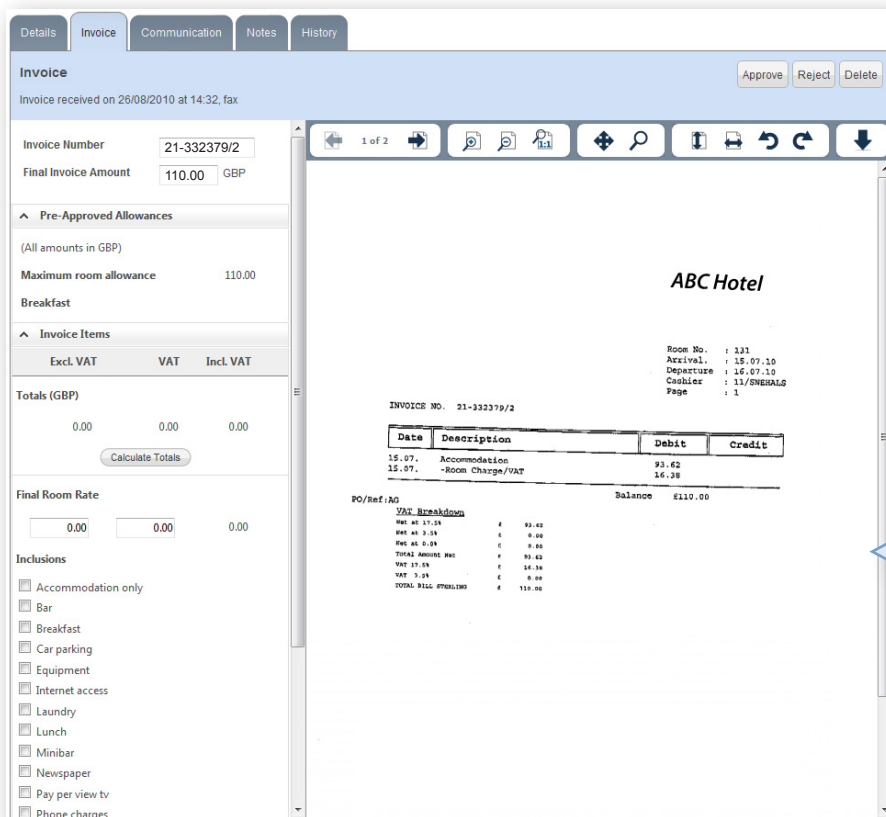 Details Invoice Communication Notes History
Invoice
Approve Reject Delete
Invoice received on 26/08/2010 at 14:32, fax
Invoice Number 21-332379/2
Final Invoice Amount 110.00 GBP
Pre-Approved Allowances
(All amounts in GBP)
Maximum room allowance 110.00
Breakfast
Invoice Items
Excl. VAT VAT Incl. VAT
Totals (GBP)
0.00 0.00 0.00
Calculate Totals
Final Room Rate
0.00 0.00 0.00
Inclusions
Accommodation only
Bar
Breakfast
Car parking
Equipment
Internet access
Laundry
Lunch
Minibar
Newspaper
Pay per view tv
Phone charges
1 of 2
1:1
ABC Hotel
Room No. : 131
Arrival. : 15.07.10
Departure : 16.07.10
Cashier : 11/SNEHALS
Page : 1
INVOICE NO. 21-332379/2
Date Description Debit Credit
15.07. Accommodation 93.62
15.07. -Room Charge/VAT 16.38
Balance £110.00
PO/Ref:AG
VAT Breakdown
Net at 17.5% £ 93.62
Net at 3.5% £ 0.00
Net at 0.0% £ 0.00
Total Amount Net £ 93.62
VAT 17.5% £ 16.38
VAT 3.5% £ 0.00
TOTAL BILL STERLING £ 110.00